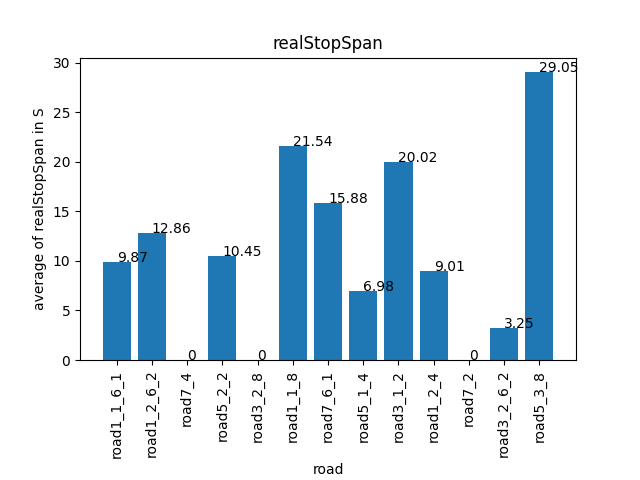 realStopSpan
average of realStopSpan in S
30
25
20
15
10
5
0
9.87
12.86
0
10.45
0
21.54
15.88
6.98
20.02
9.01
0
3.25
29.05
road1_1_6_1
road1_2_6_2
road7_4
road5_2_2
road3_2_8
road1_1_8
road7_6_1
road5_1_4
road3_1_2
road1_2_4
road7_2
road3_2_6_2
road5_3_8
road